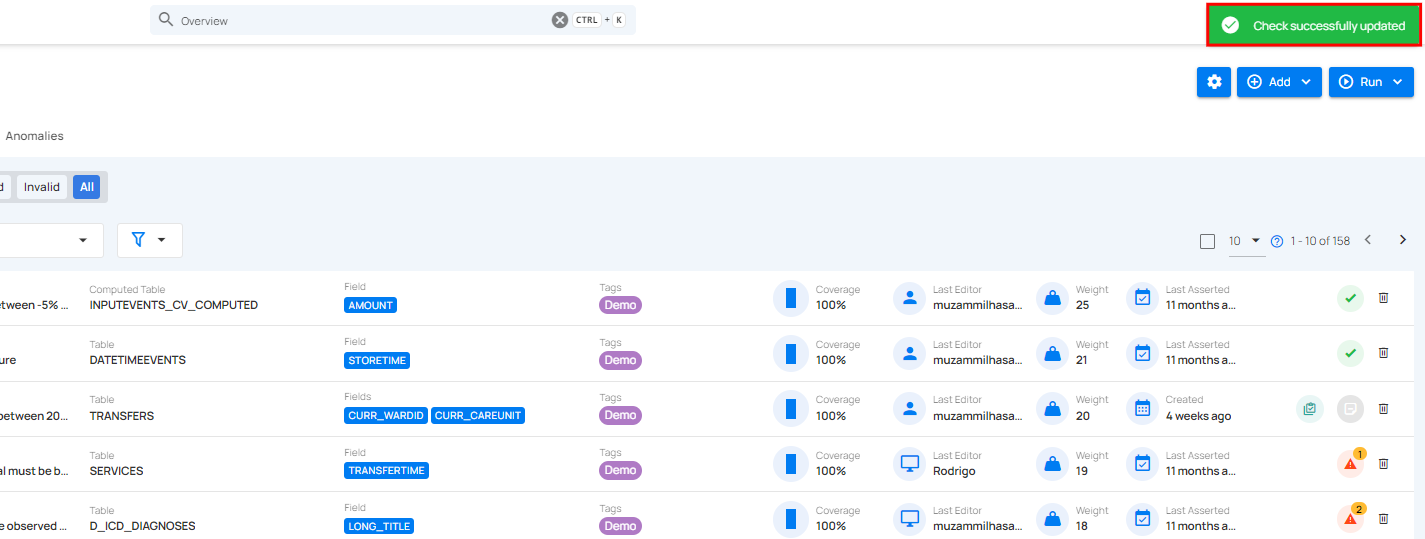 Overview
CTRL + K
Check successfully updated
Add
Run
Anomalies
d
Invalid
All
10
1 - 10 of 158
etween -5% ...
Computed Table
INPUTEVENTS_CV_COMPUTED
Field
AMOUNT
Tags
Demo
Coverage
100%
Last Editor
muzammilhasa...
Weight
25
Last Asserted
11 months a...
ure
Table
DATETIMEEVENTS
Field
STORETIME
Tags
Demo
Coverage
100%
Last Editor
muzammilhasa...
Weight
21
Last Asserted
11 months a...
between 20...
Table
TRANSFERS
Fields
CURR_WARDID CURR_CAREUNIT
Tags
Demo
Coverage
100%
Last Editor
muzammilhasa...
Weight
20
Created
4 weeks ago
al must be b...
Table
SERVICES
Field
TRANSFERTIME
Tags
Demo
Coverage
100%
Last Editor
Rodrigo
Weight
19
Last Asserted
11 months a...
1
e observed ...
Table
D_ICD_DIAGNOSES
Field
LONG_TITLE
Tags
Demo
Coverage
100%
Last Editor
muzammilhasa...
Weight
18
Last Asserted
11 months a...
2